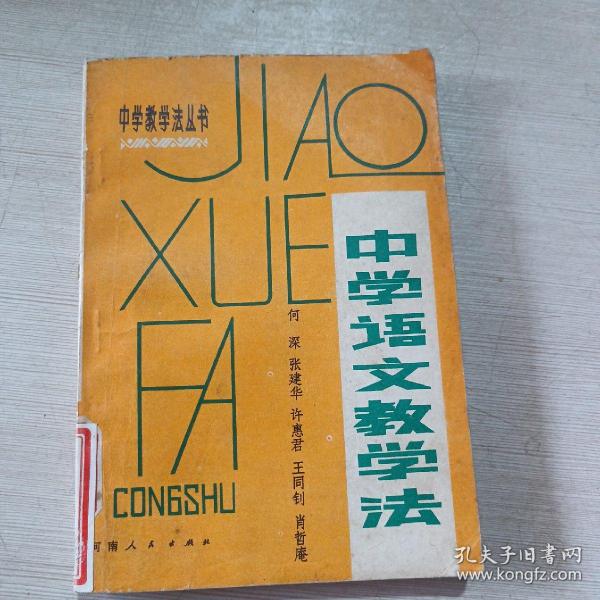 中学教学法丛书
JIAO
XUE
FA
CONGSHU
中学语文教学法
何深 张建华 许惠君 王同钊 肖哲庵
河南人民出版社
孔夫子旧书网
www.kongfz.com